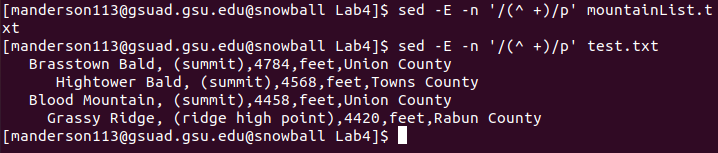 [manderson113@gsuad.gsu.edu@snowball Lab4]$ sed -E -n '/(^ +)/p' mountainList.t
xt
[manderson113@gsuad.gsu.edu@snowball Lab4]$ sed -E -n '/(^ +)/p' test.txt
   Brasstown Bald, (summit),4784,feet,Union County
      Hightower Bald, (summit),4568,feet,Towns County
   Blood Mountain, (summit),4458,feet,Union County
     Grassy Ridge, (ridge high point),4420,feet,Rabun County
[manderson113@gsuad.gsu.edu@snowball Lab4]$